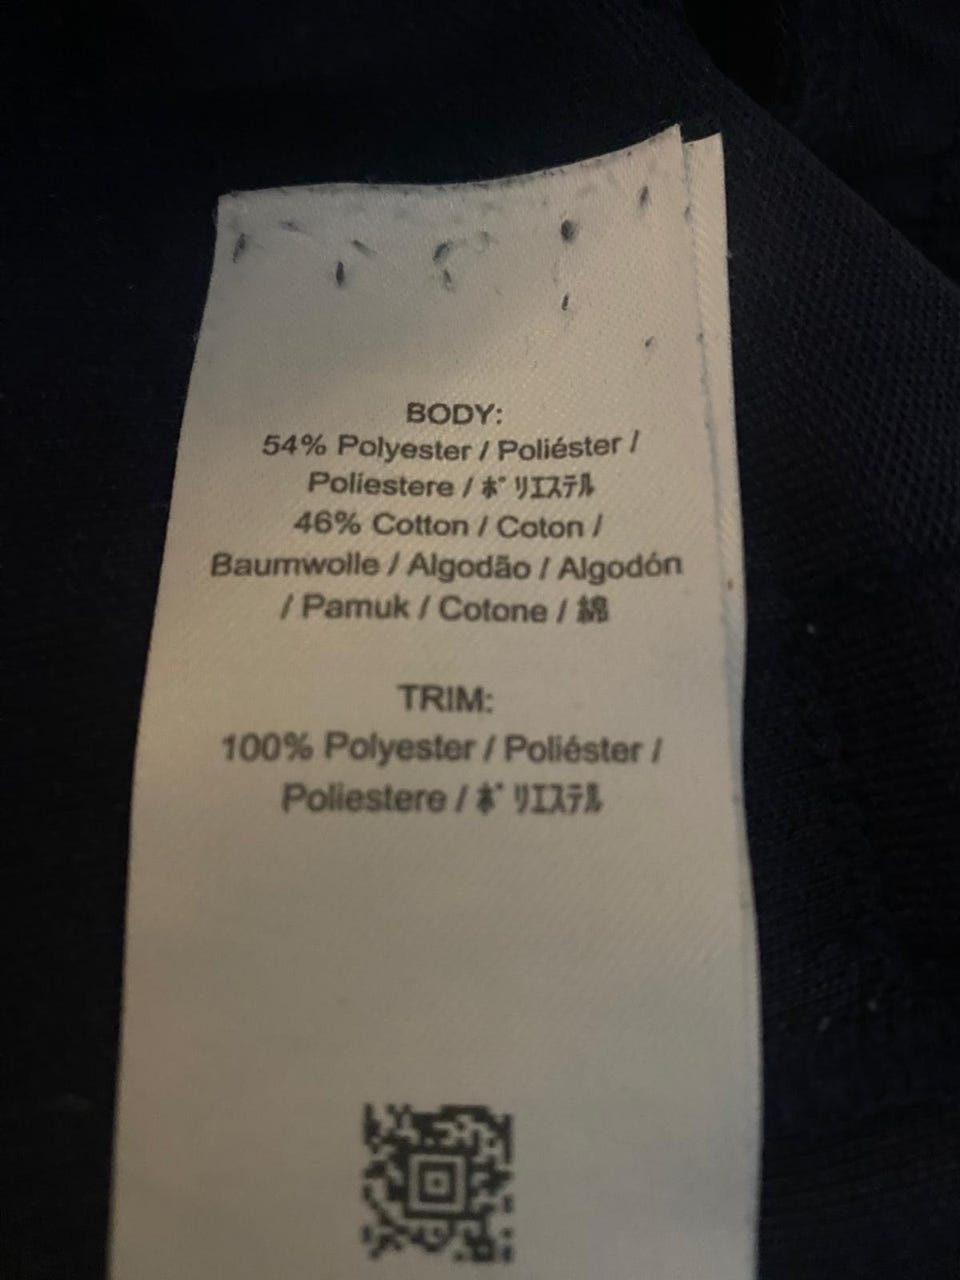 BODY:
54% Polyester / Poliéster /
Poliestere / ﾎﾟﾘｴｽﾃﾙ
46% Cotton / Coton /
Baumwolle / Algodão / Algodón
/ Pamuk / Cotone / 綿
TRIM:
100% Polyester / Poliéster /
Poliestere / ﾎﾟﾘｴｽﾃﾙ